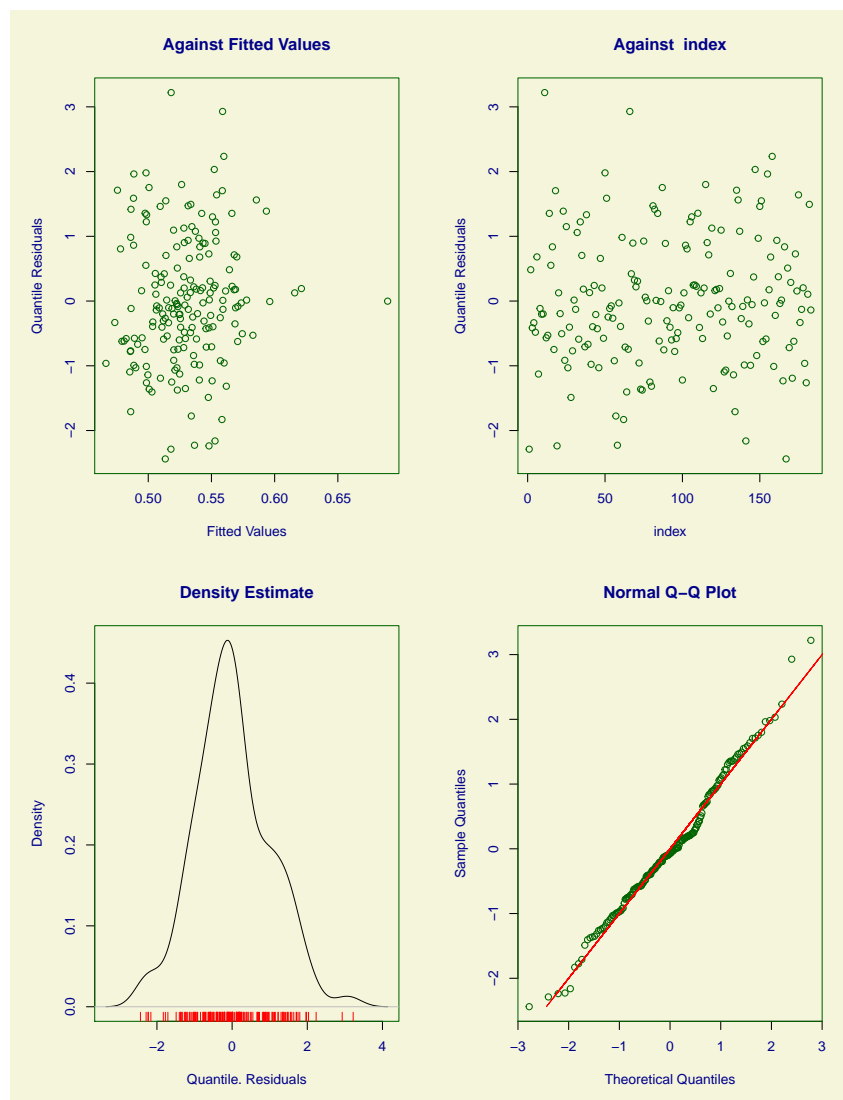 Against Fitted Values
Quantile Residuals
3
2
1
0
−1
−2
0.50 0.55 0.60 0.65
Fitted Values
Against index
Quantile Residuals
3
2
1
0
−1
−2
0 50 100 150
index
Density Estimate
Density
0.4
0.3
0.2
0.1
0.0
−2 0 2 4
Quantile. Residuals
Normal Q−Q Plot
Sample Quantiles
3
2
1
0
−1
−2
−3 −2 −1 0 1 2 3
Theoretical Quantiles